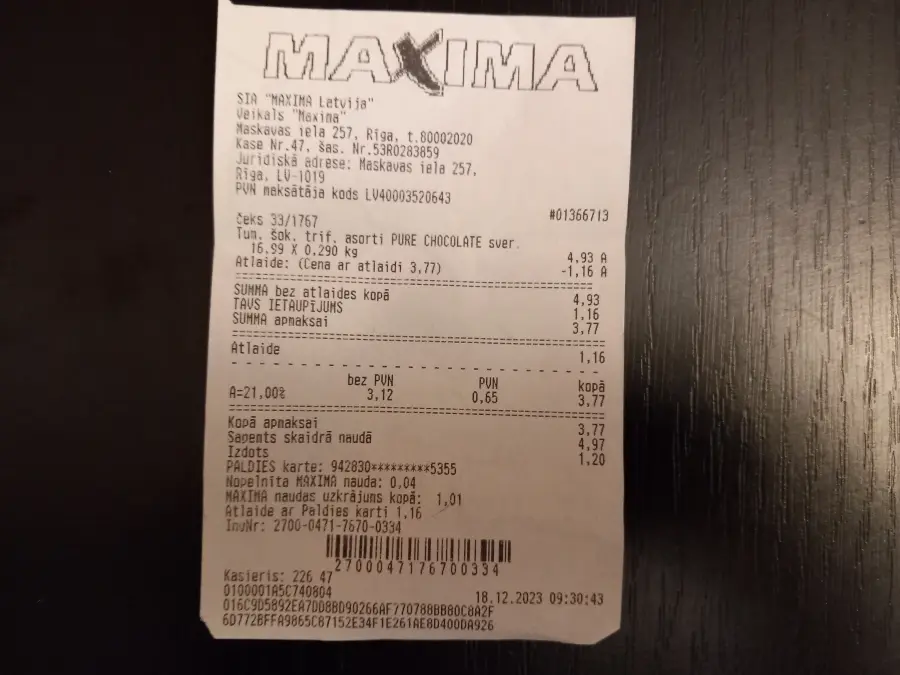 MAXIMA
SIA "MAXIMA Latvija"
Veikals "Maxima"
Maskavas iela 257, Rīga, t.80002020
Kase Nr.47, šas. Nr.53R0283859
Juridiskā adrese: Maskavas iela 257,
Rīga, LV-1019
PVN maksātāja kods LV40003520643
#01366713
čeks 33/1767
Tum. šok. trif. asorti PURE CHOCOLATE sver.
16.99 X 0,290 kg 4,93 A
Atlaide: (Cena ar atlaidi 3,77) -1,16 A
SUMMA bez atlaides kopā 4,93
TAVS IETAUPĪJUMS 1,16
SUMMA apmaksai 3,77
Atlaide 1,16
bez PVN PVN kopā
A=21,00% 3,12 0,65 3,77
Kopā apmaksai 3,77
Saņemts skaidrā naudā 4,97
Izdots 1,20
PALDIES karte: 942830*********5355
Nopelnīta MAXIMA nauda: 0,04
MAXIMA naudas uzkrājums kopā: 1,01
Atlaide ar Paldies karti 1,16
InvNr: 2700-0471-7670-0334
2700047176700334
Kasieris: 226 47
0100001A5C740804 18.12.2023 09:30:43
016C9D5892EA7DD8BD90266AF770788BB80C8A2F
6D772BFFA9865C87152E34F1E261AE8D400DA926